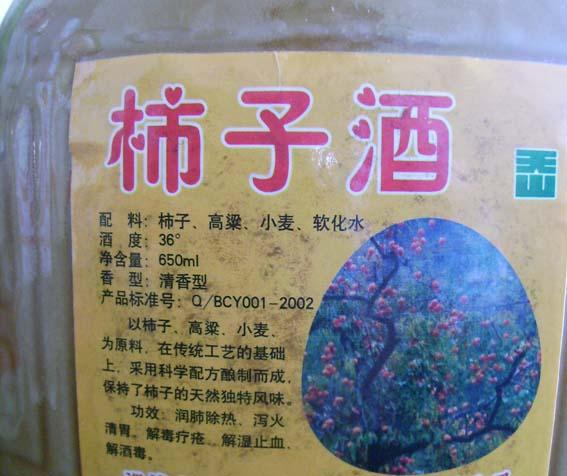 柿子酒
配 料: 柿子、高粱、小麦、软化水
酒 度: 36°
净含量: 650ml
香 型: 清香型
产品标准号: Q/BCY001-2002
以柿子、高粱、小麦、
为原料, 在传统工艺的基础
上, 采用科学配方酿制而成,
保持了柿子的天然独特风味。
功效: 润肺除热、泻火
清胃、解毒疗疮、解湿止血、
解酒毒。